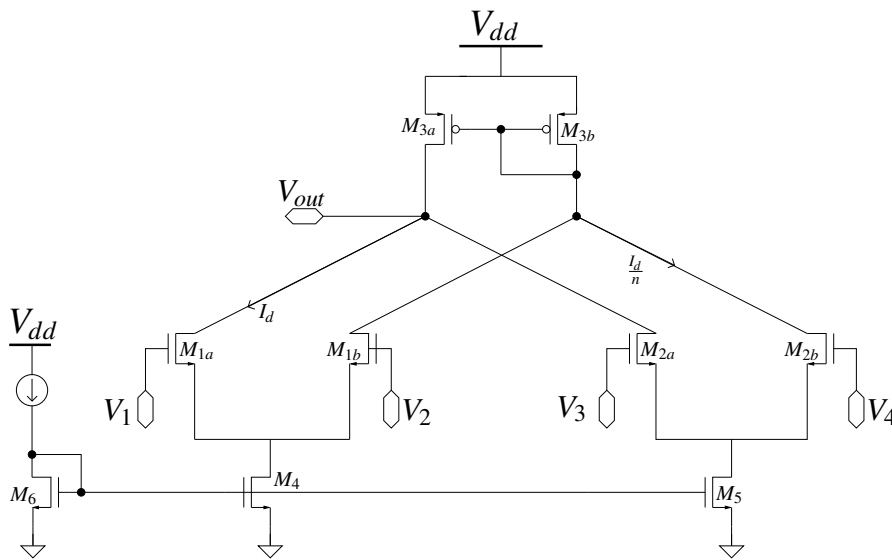 V_dd
M_3a
M_3b
V_out
I_d
I_d/n
V_dd
M_1a
M_1b
M_2a
M_2b
V_1
V_2
V_3
V_4
M_6
M_4
M_5